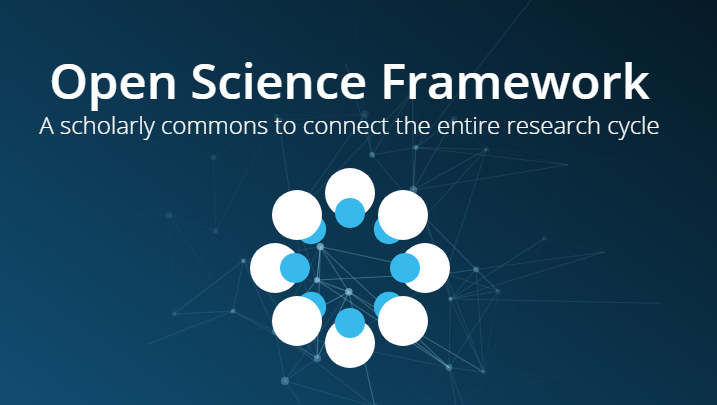 Open Science Framework
A scholarly commons to connect the entire research cycle